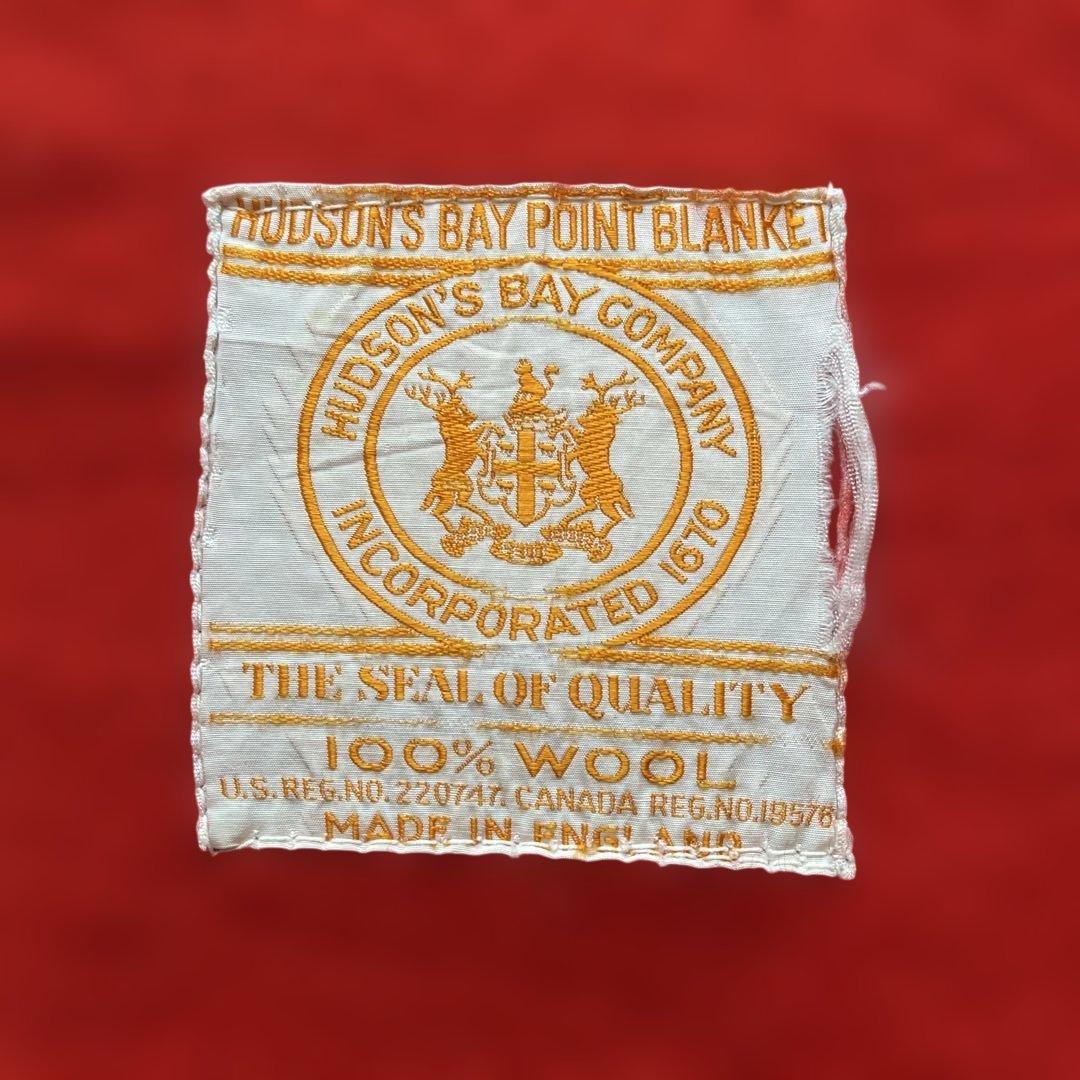 HUDSON'S BAY POINT BLANKET
HUDSON'S BAY COMPANY
INCORPORATED 1670
THE SEAL OF QUALITY
100% WOOL
U.S. REG.NO. 220747. CANADA REG.NO.19576
MADE IN ENGLAND